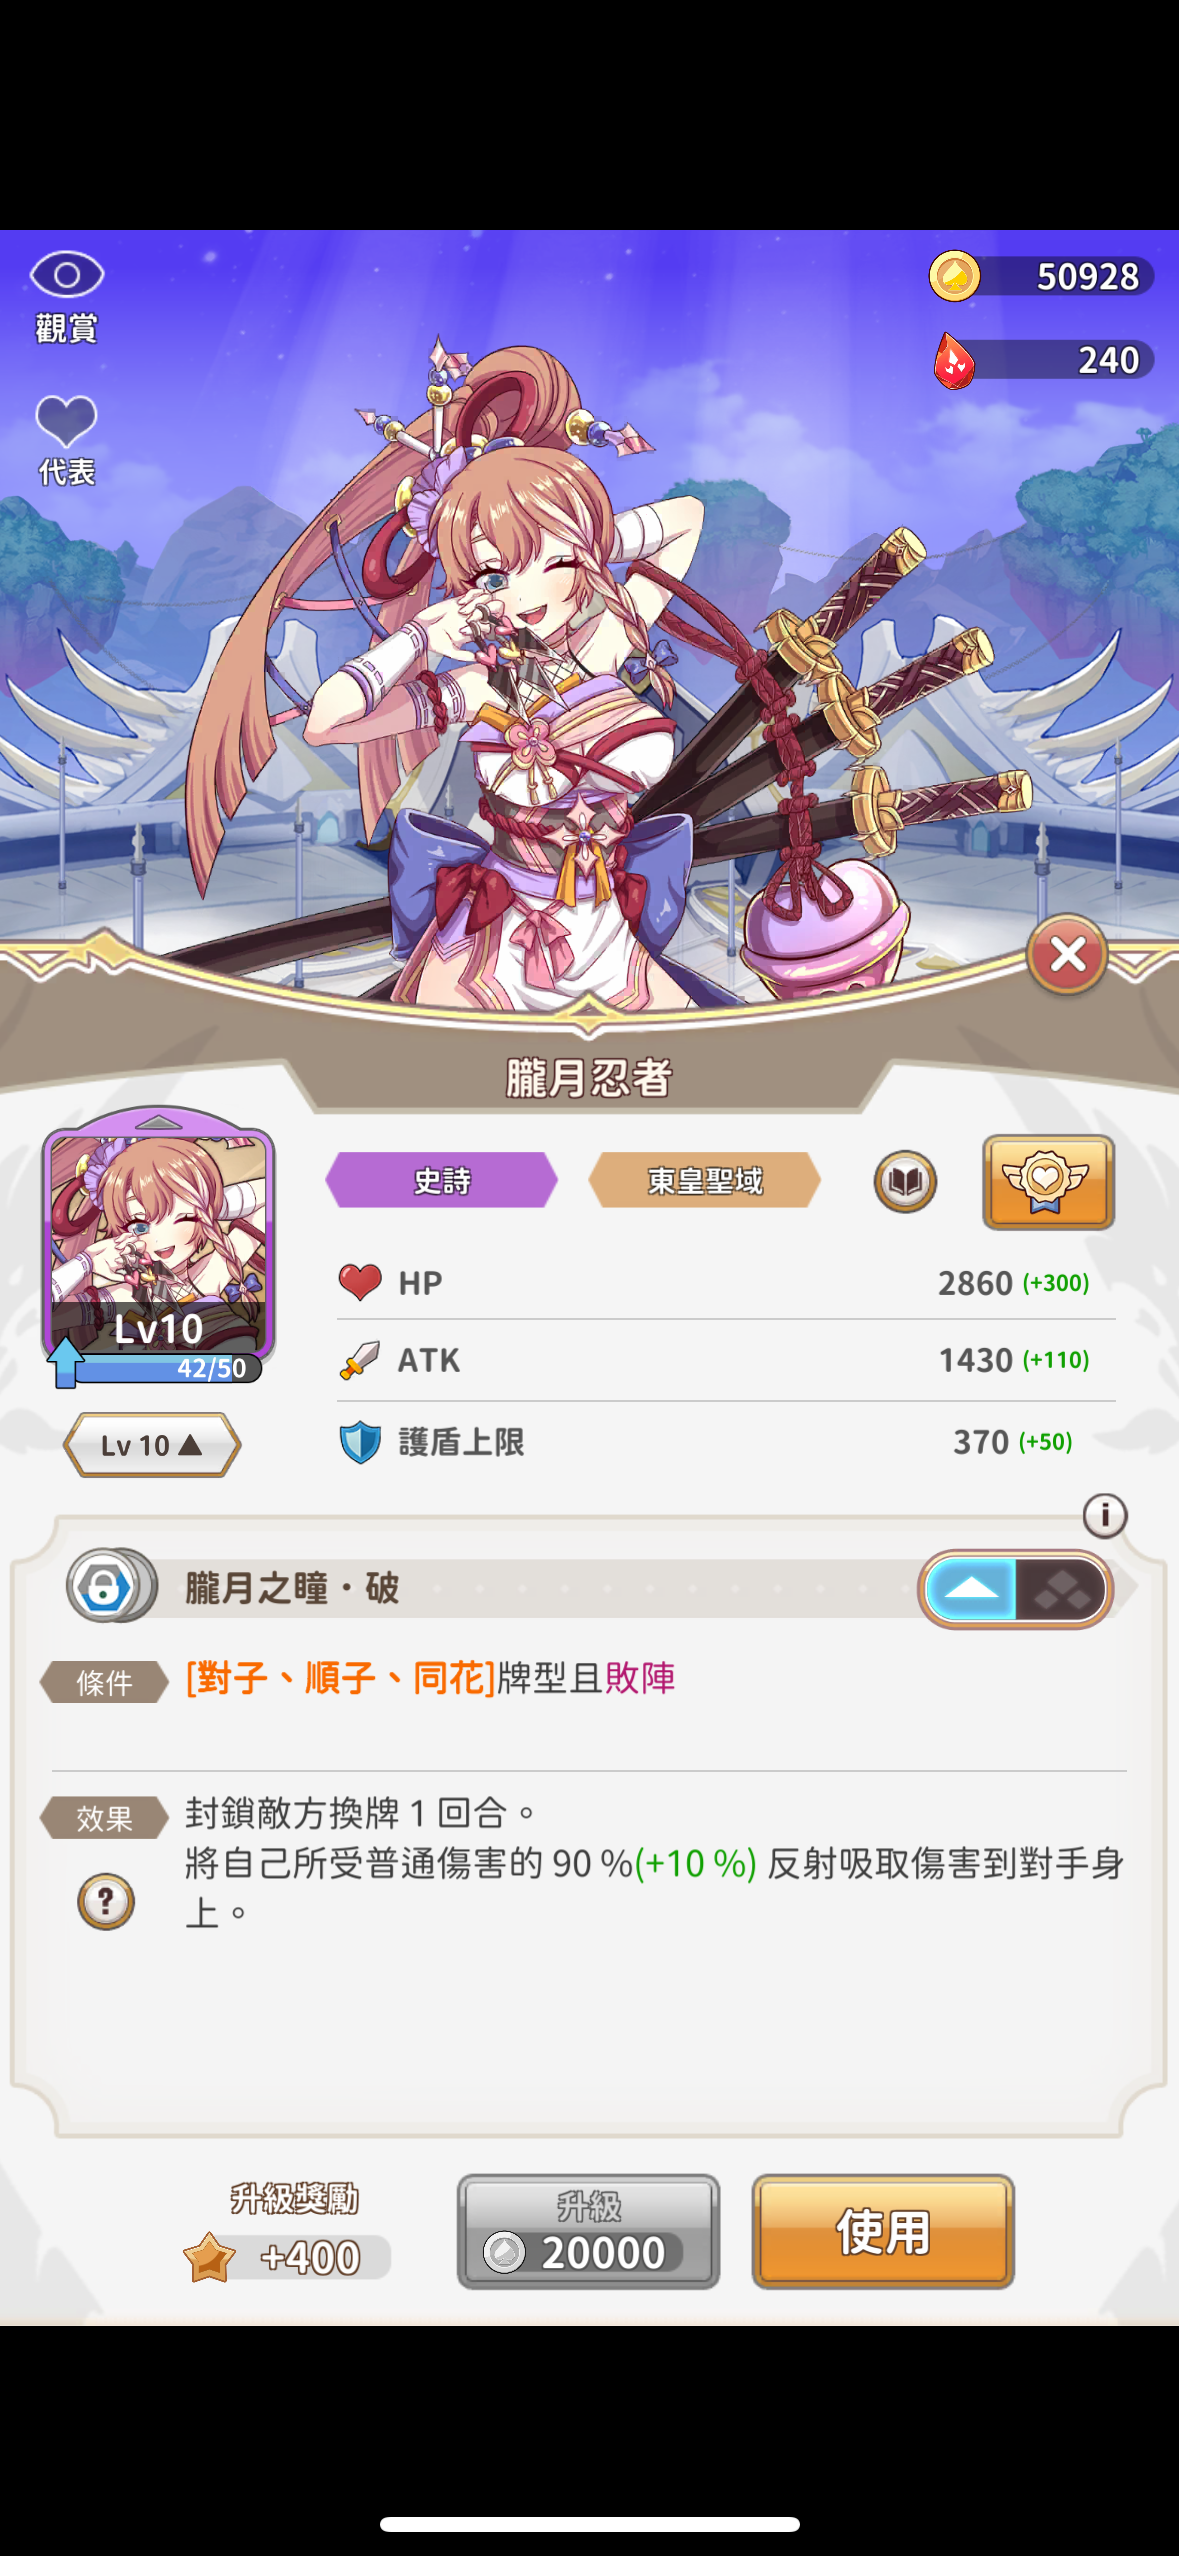 觀賞
50928
240
代表
朧月忍者
史詩
東皇聖域
HP
2860 (+300)
Lv10
42/50
ATK
1430 (+110)
Lv 10 ▲
護盾上限
370 (+50)
i
朧月之瞳·破
條件
[對子、順子、同花]牌型且敗陣
效果
封鎖敵方換牌 1 回合。
將自己所受普通傷害的 90 %(+10 %) 反射吸取傷害到對手身
上。
?
升級獎勵
+400
升級
20000
使用